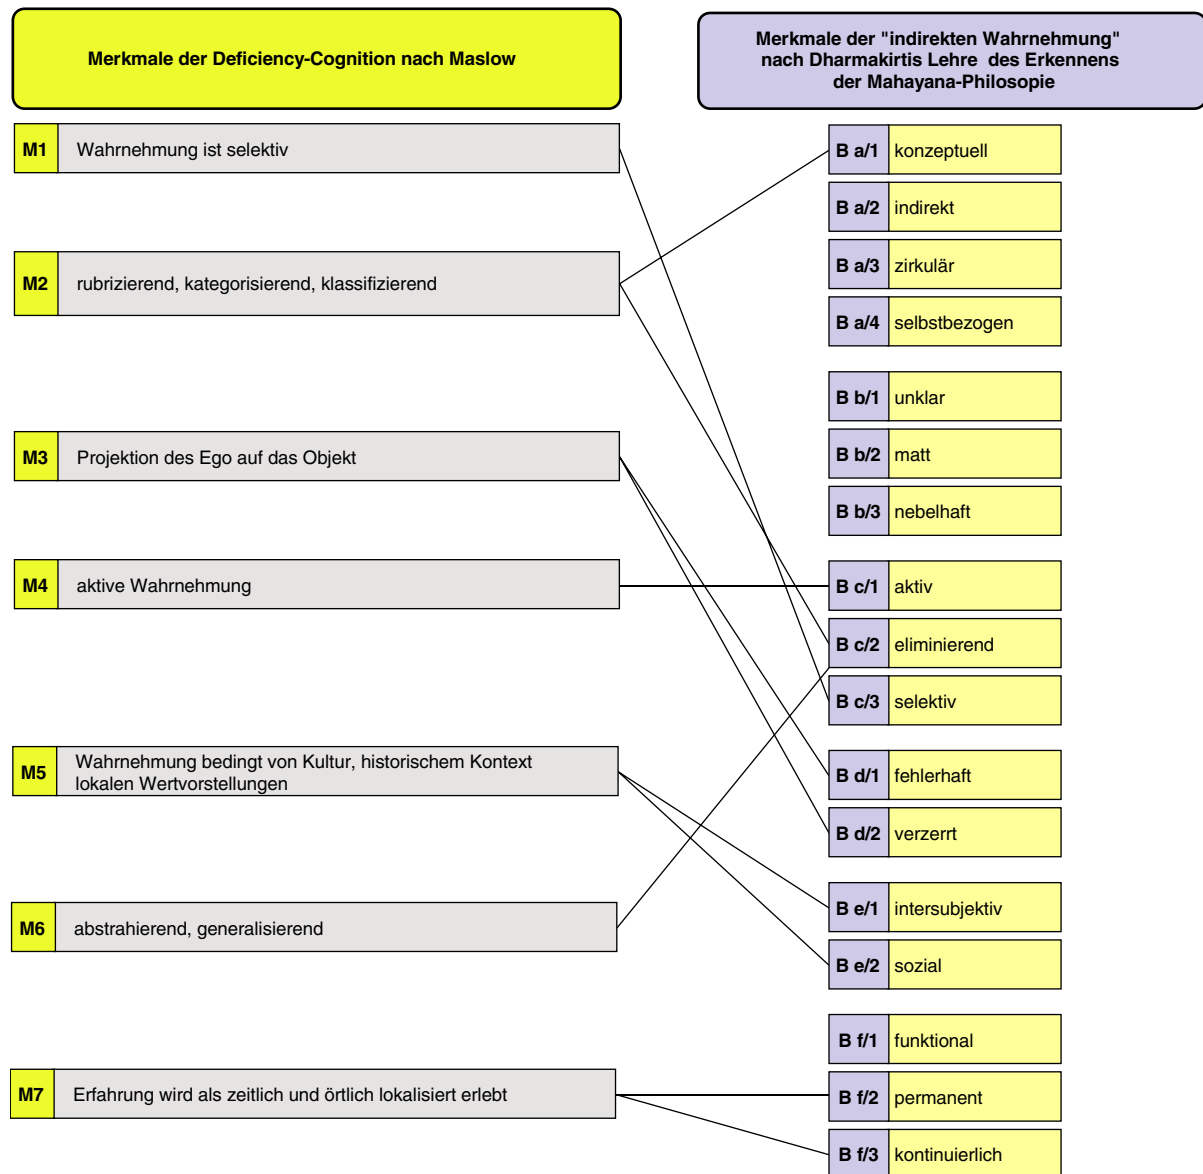 Merkmale der Deficiency-Cognition nach Maslow
Merkmale der "indirekten Wahrnehmung"
nach Dharmakirtis Lehre des Erkennens
der Mahayana-Philosopie
M1 Wahrnehmung ist selektiv
M2 rubrizierend, kategorisierend, klassifizierend
M3 Projektion des Ego auf das Objekt
M4 aktive Wahrnehmung
M5 Wahrnehmung bedingt von Kultur, historischem Kontext
lokalen Wertvorstellungen
M6 abstrahierend, generalisierend
M7 Erfahrung wird als zeitlich und örtlich lokalisiert erlebt
B a/1 konzeptuell
B a/2 indirekt
B a/3 zirkulär
B a/4 selbstbezogen
B b/1 unklar
B b/2 matt
B b/3 nebelhaft
B c/1 aktiv
B c/2 eliminierend
B c/3 selektiv
B d/1 fehlerhaft
B d/2 verzerrt
B e/1 intersubjektiv
B e/2 sozial
B f/1 funktional
B f/2 permanent
B f/3 kontinuierlich